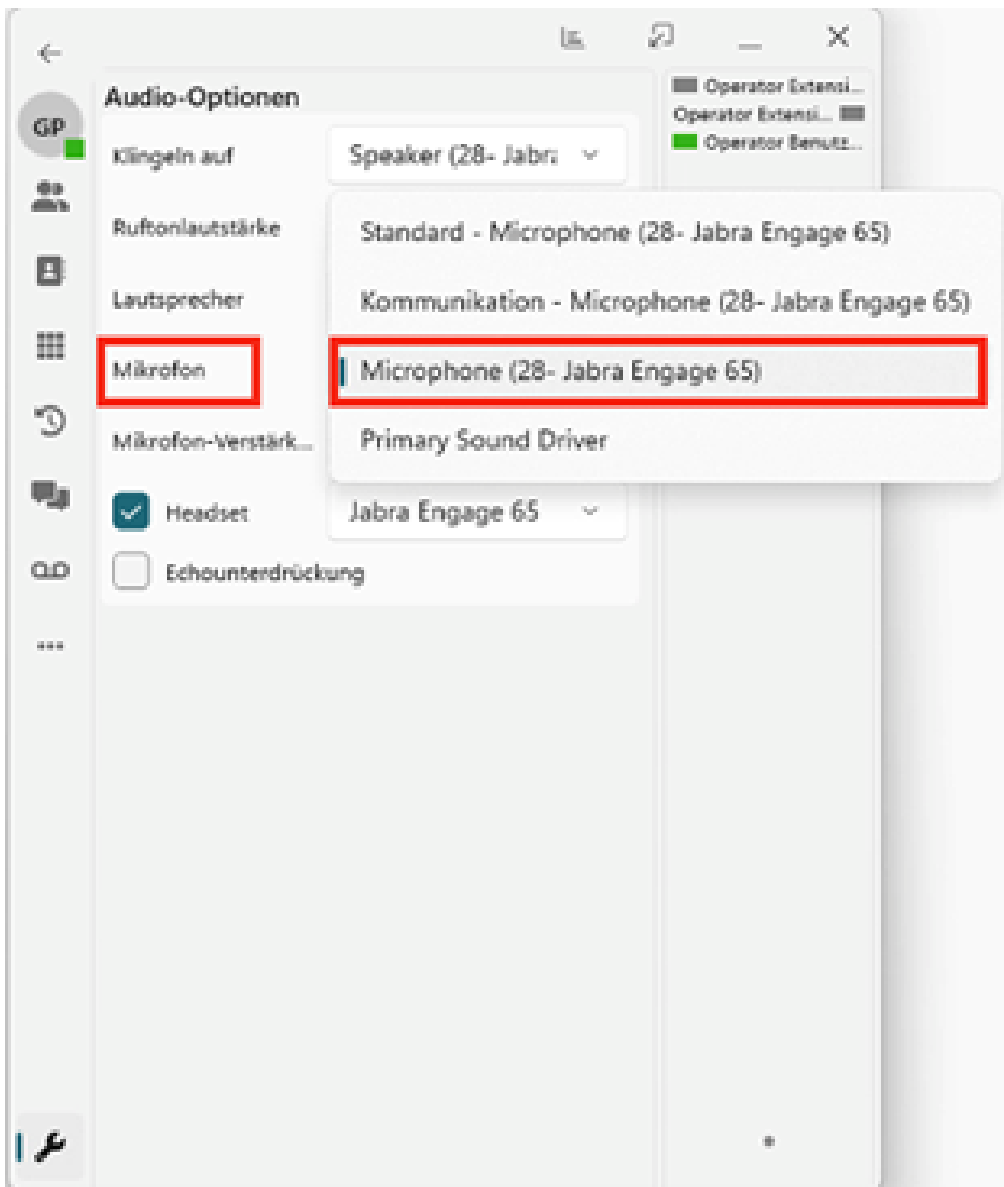 GP
Audio-Optionen
Operator Extensi...
Operator Extensi...
Operator Benutz...
Klingeln auf
Speaker (28- Jabr:
Ruftonlautstärke
Standard - Microphone (28- Jabra Engage 65)
Lautsprecher
Kommunikation - Microphone (28- Jabra Engage 65)
Mikrofon
Microphone (28- Jabra Engage 65)
Mikrofon-Verstärk...
Primary Sound Driver
Headset
Jabra Engage 65
Echounterdrückung